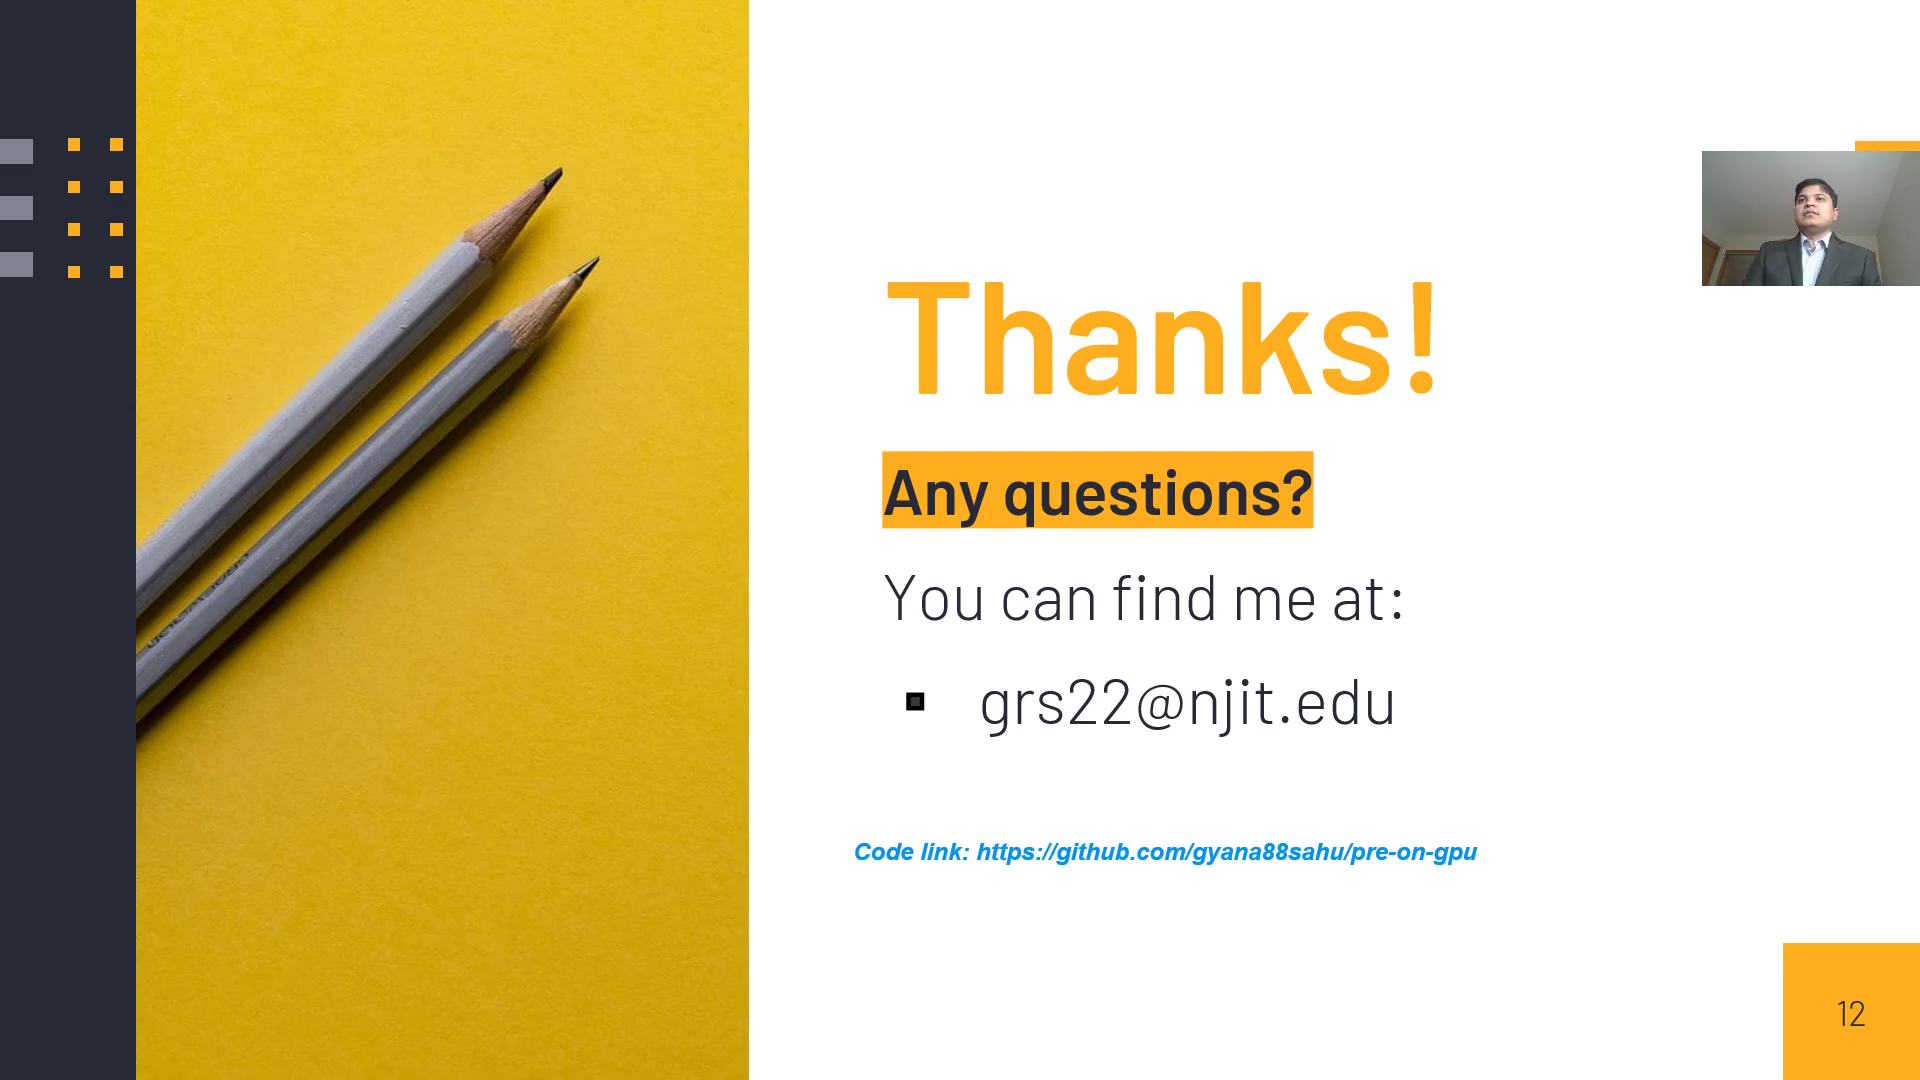 Thanks!
Any questions?
You can find me at:
▪ grs22@njit.edu
Code link: https://github.com/gyana88sahu/pre-on-gpu
12